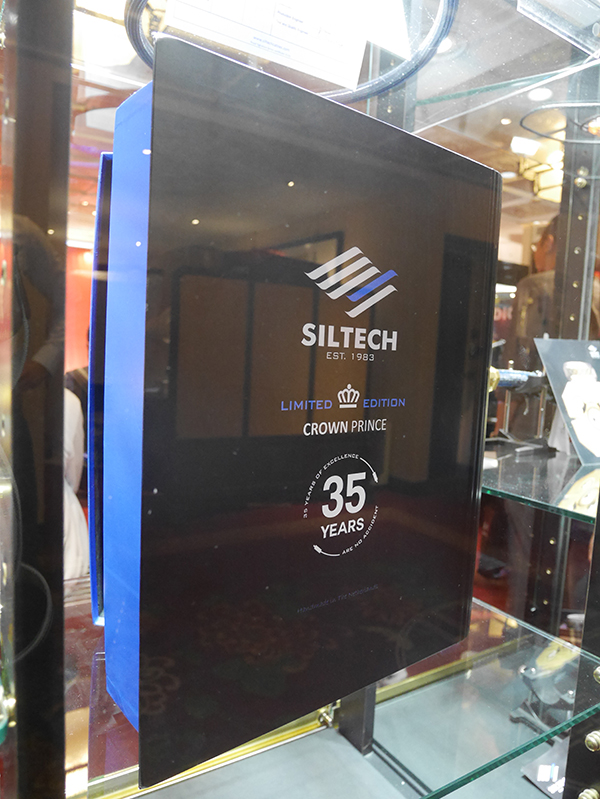 SILTECH
EST. 1983
LIMITED EDITION
CROWN PRINCE
35 YEARS OF EXCELLENCE
35
YEARS
ARE NO ACCIDENT